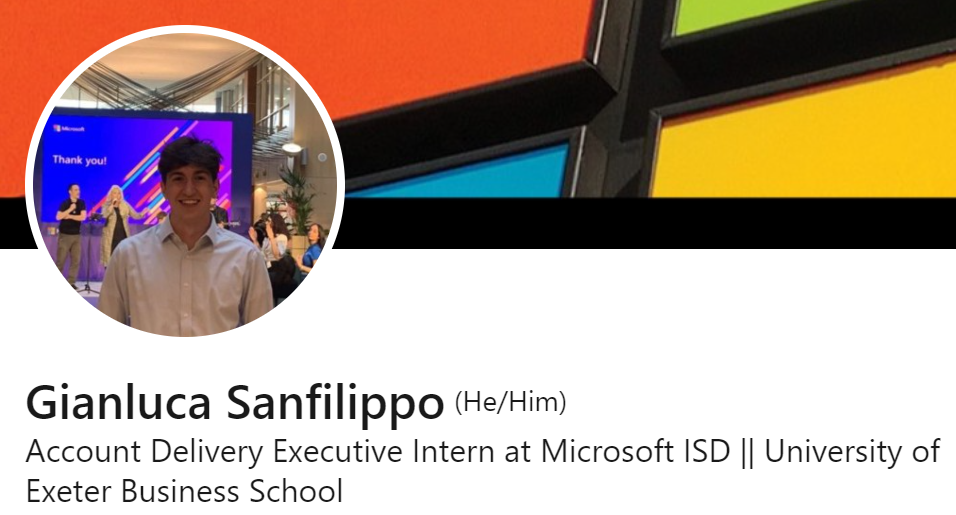 Microsoft
Thank you!
Gianluca Sanfilippo (He/Him)
Account Delivery Executive Intern at Microsoft ISD || University of
Exeter Business School